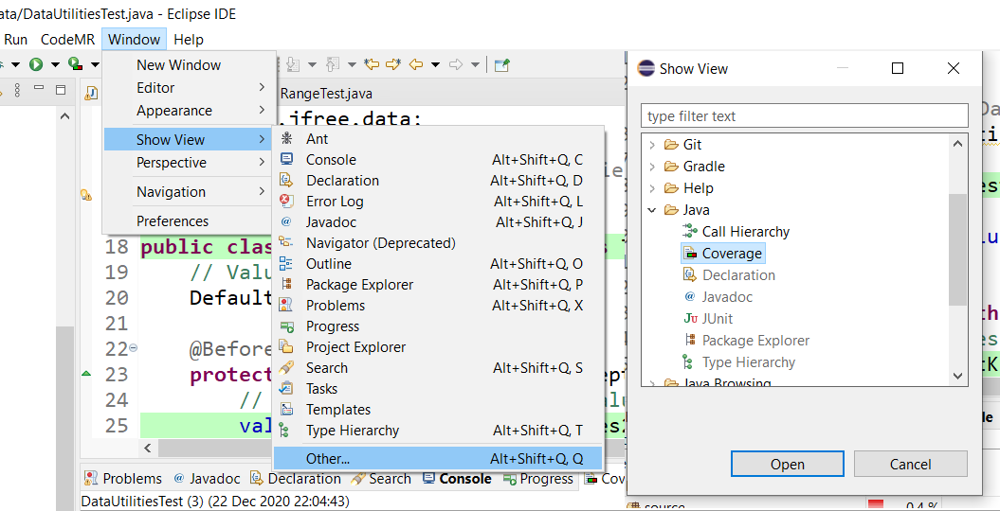 ata/DataUtilitiesTest.java - Eclipse IDE
Run CodeMR Window Help
New Window
Editor
Appearance
Show View
Perspective
Navigation
Preferences
RangeTest.java
.jfree.data;
Ant
Console Alt+Shift+Q, C
Declaration Alt+Shift+Q, D
Error Log Alt+Shift+Q, L
Javadoc Alt+Shift+Q, J
Navigator (Deprecated)
Outline Alt+Shift+Q, O
Package Explorer Alt+Shift+Q, P
Problems Alt+Shift+Q, X
Progress
Project Explorer
Search Alt+Shift+Q, S
Tasks
Templates
Type Hierarchy Alt+Shift+Q, T
Other... Alt+Shift+Q, Q
18 public clas
19 // Valu
20 Default
21
22 @Before
23 protect
24 //
25 val
Show View
type filter text
Git
Gradle
Help
Java
Call Hierarchy
Coverage
Declaration
Javadoc
JUnit
Package Explorer
Type Hierarchy
Java Browsing
Open Cancel
Problems Javadoc Declaration Search Console Progress Cov
DataUtilitiesTest (3) (22 Dec 2020 22:04:43)
source 0.4 %